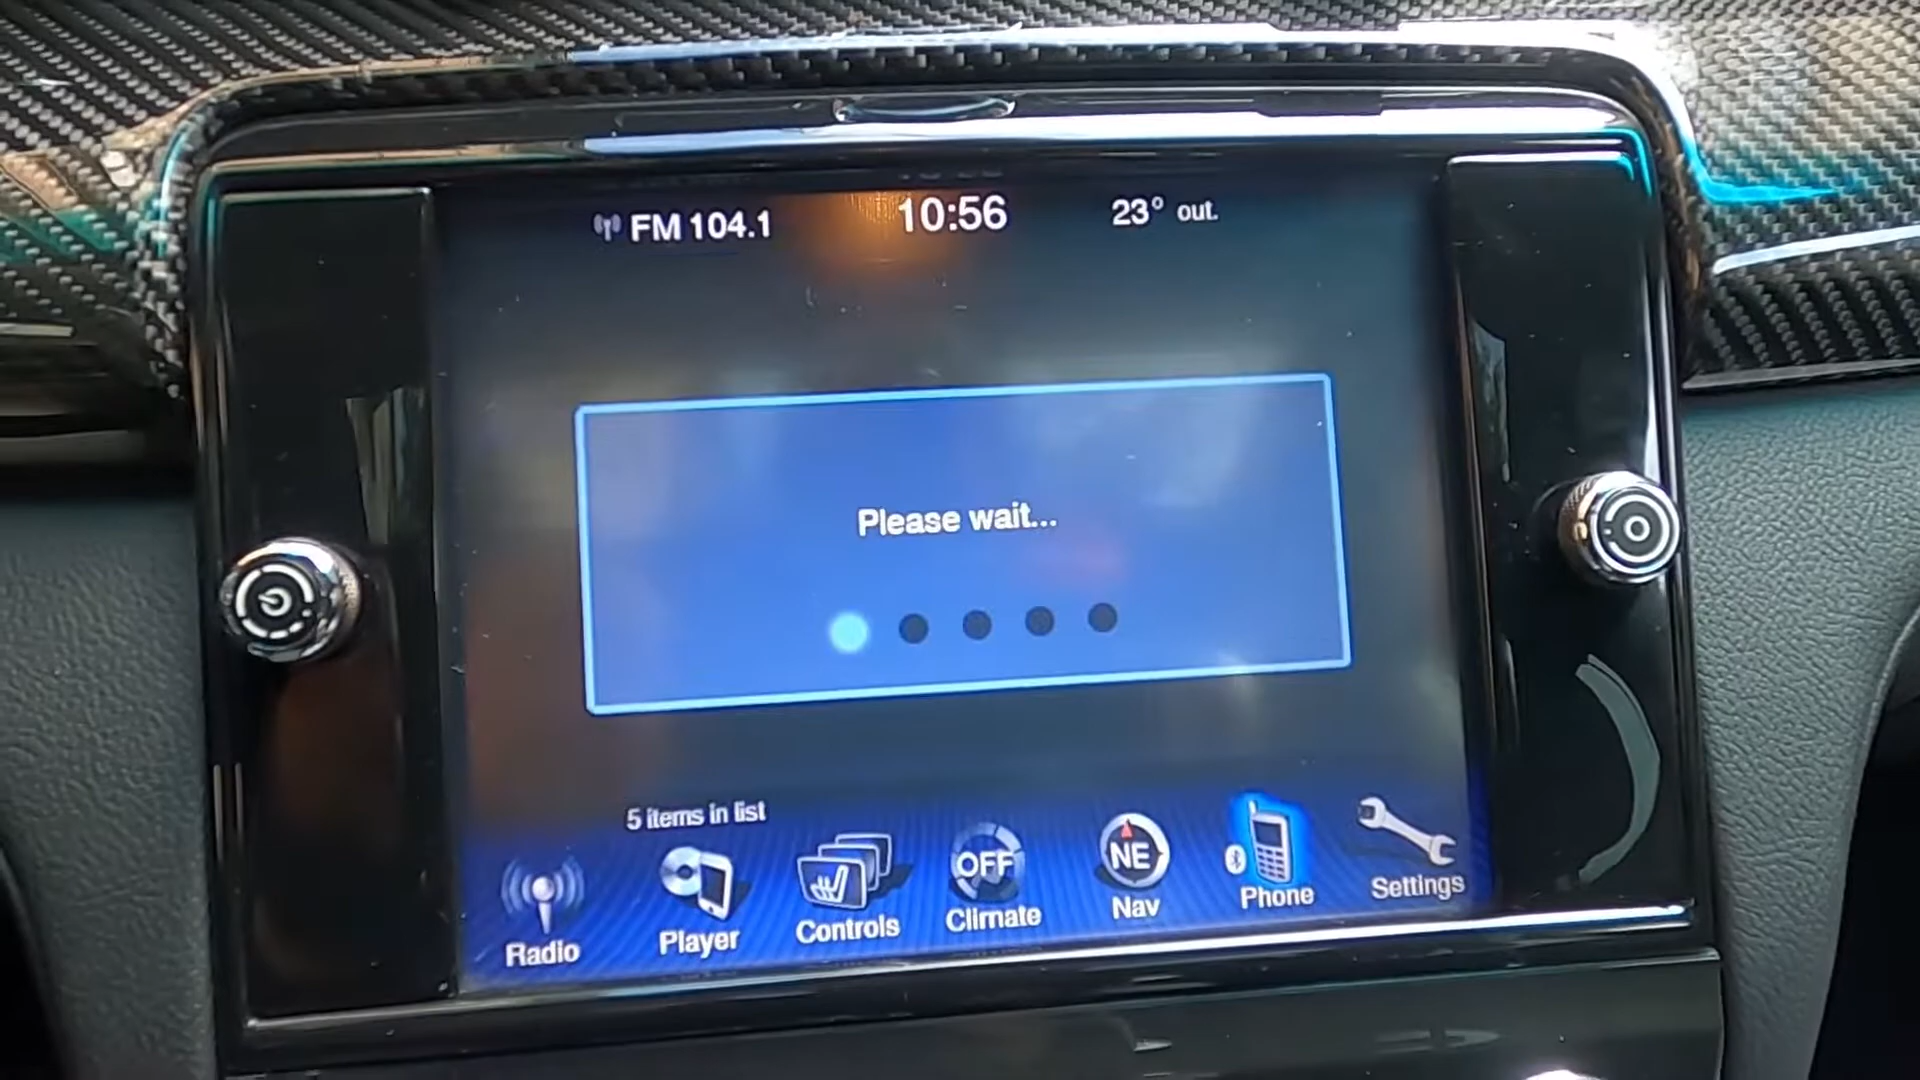 FM 104.1
10:56
23° out.
Please wait...
5 items in list
OFF
NE
Radio
Player
Controls
Climate
Nav
Phone
Settings